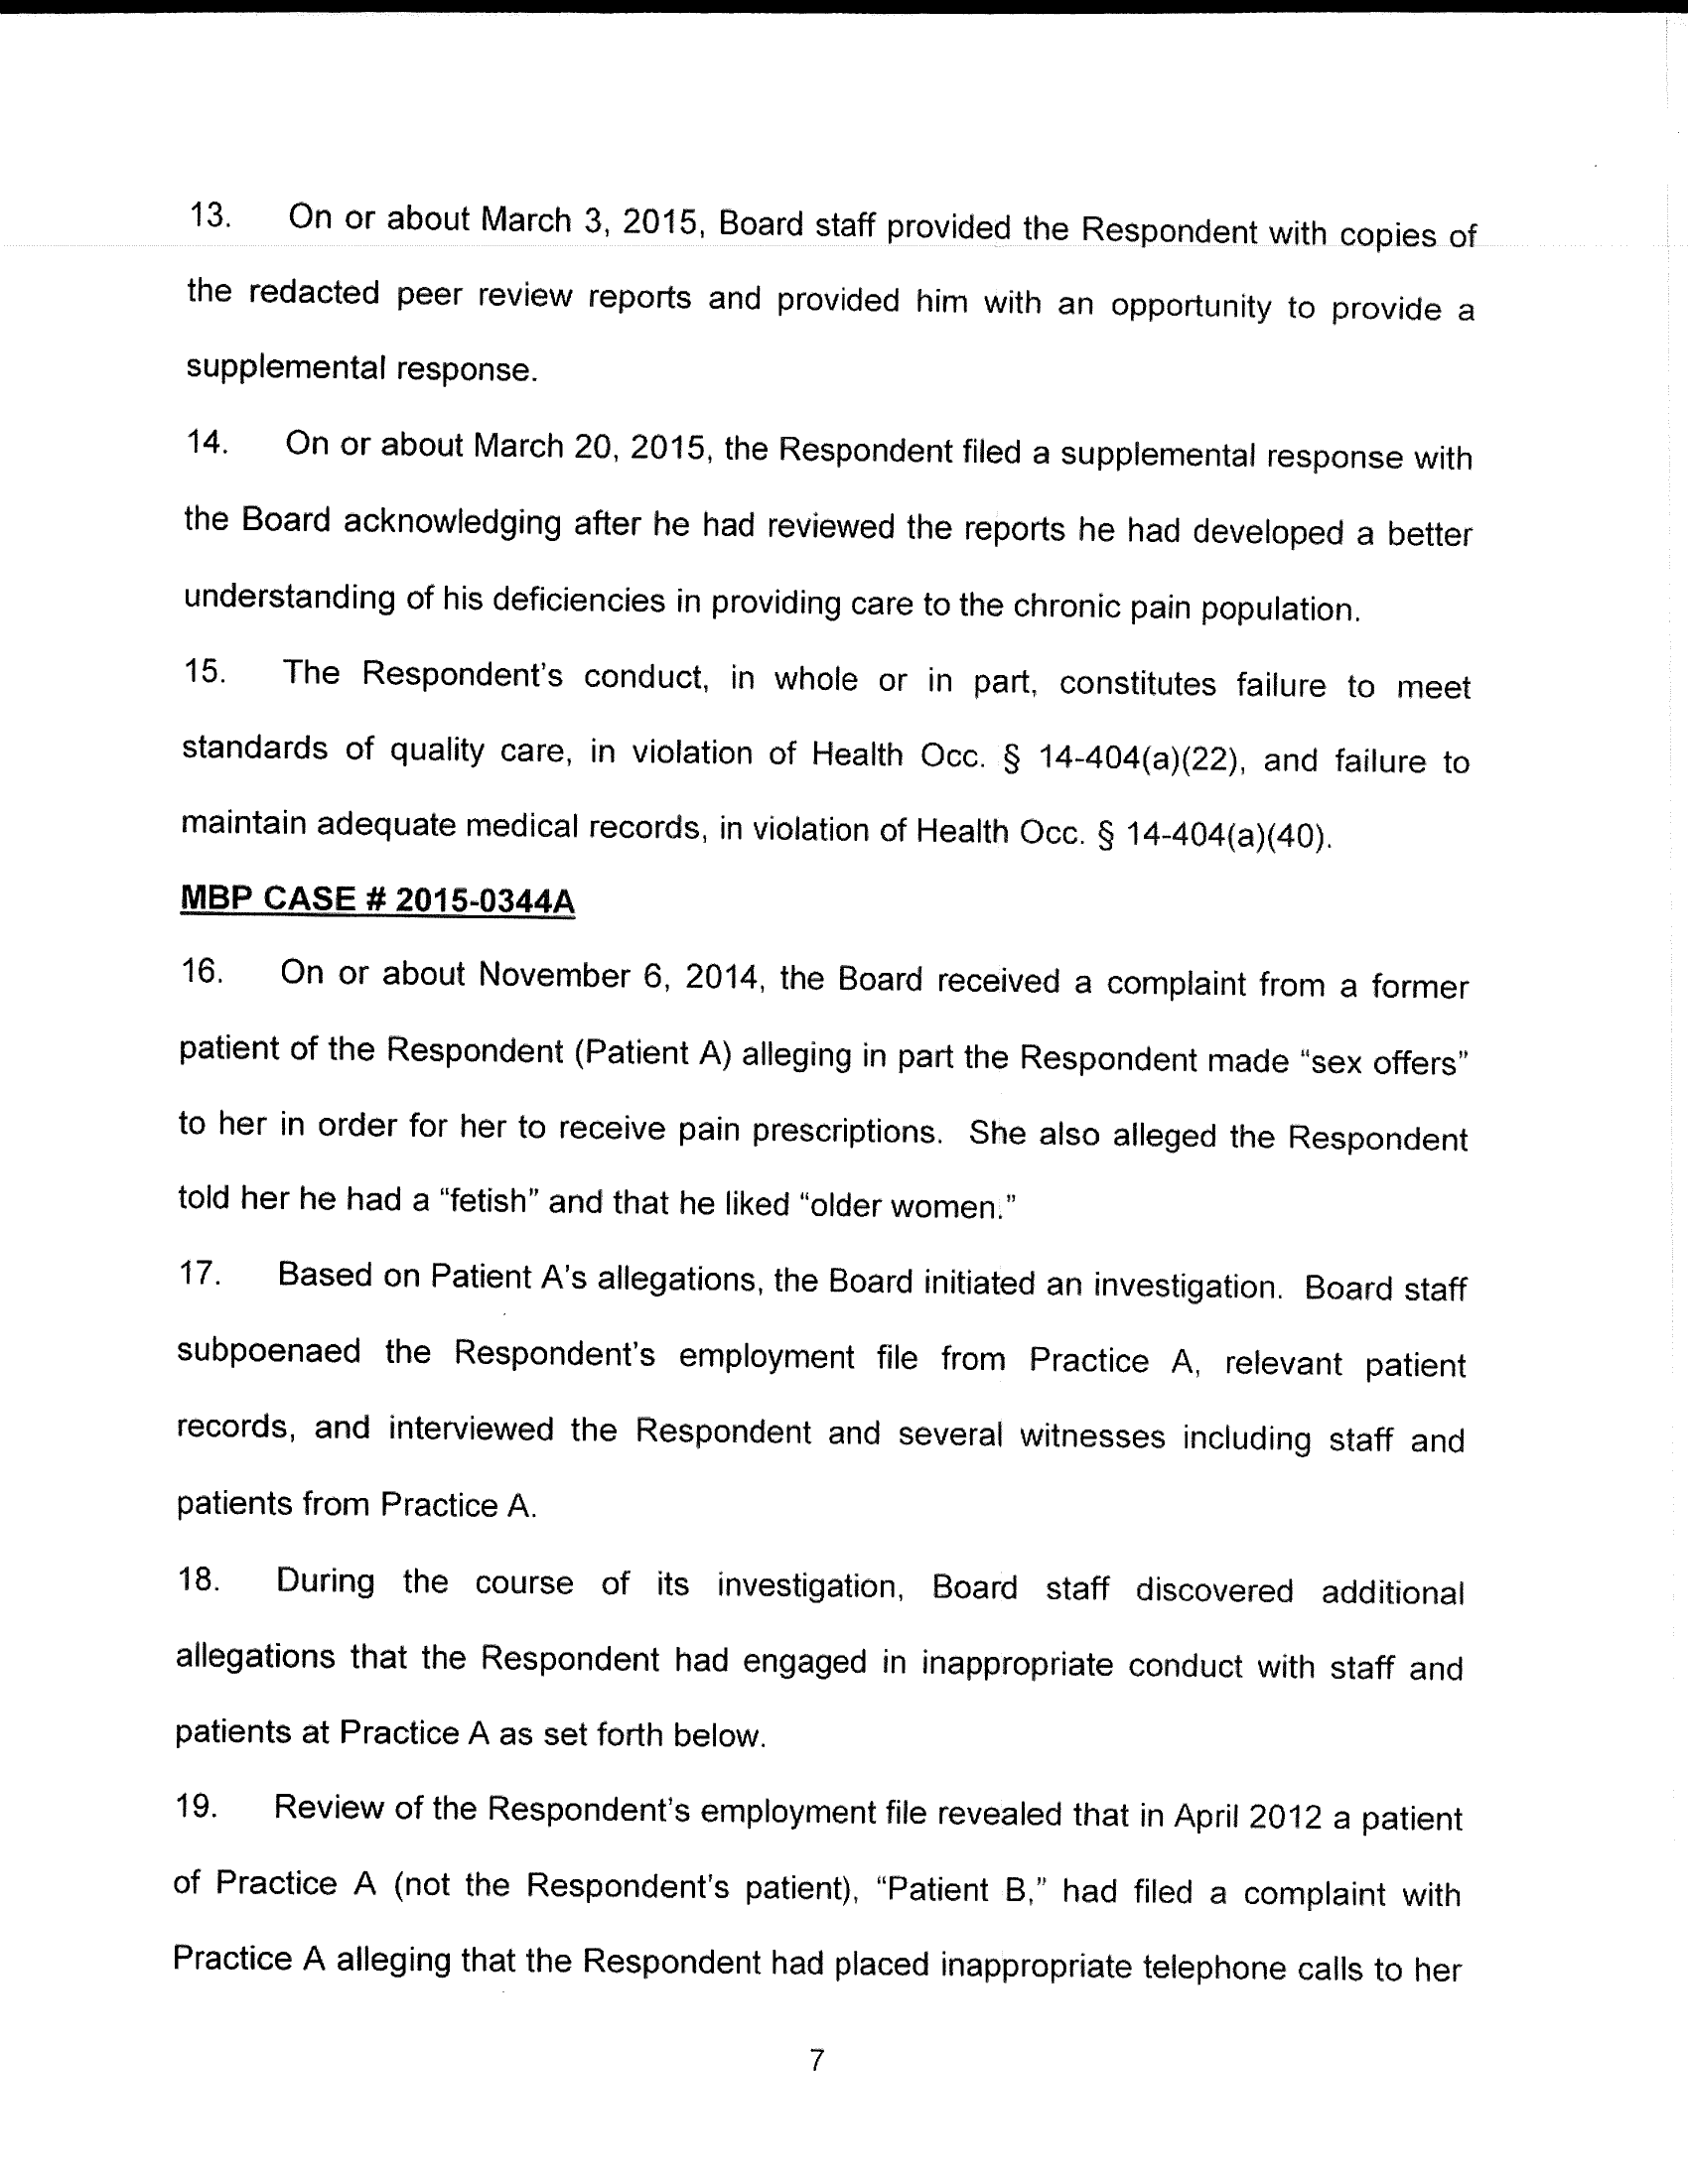 13. On or about March 3, 2015, Board staff provided the Respondent with copies of
the redacted peer review reports and provided him with an opportunity to provide a
supplemental response.
14. On or about March 20, 2015, the Respondent filed a supplemental response with
the Board acknowledging after he had reviewed the reports he had developed a better
understanding of his deficiencies in providing care to the chronic pain population.
15. The Respondent's conduct, in whole or in part, constitutes failure to meet
standards of quality care, in violation of Health Occ. § 14-404(a)(22), and failure to
maintain adequate medical records, in violation of Health Occ. § 14-404(a)(40).
MBP CASE # 2015-0344A
16. On or about November 6, 2014, the Board received a complaint from a former
patient of the Respondent (Patient A) alleging in part the Respondent made “sex offers”
to her in order for her to receive pain prescriptions. She also alleged the Respondent
told her he had a “fetish” and that he liked “older women.”
17. Based on Patient A's allegations, the Board initiated an investigation. Board staff
subpoenaed the Respondent's employment file from Practice A, relevant patient
records, and interviewed the Respondent and several witnesses including staff and
patients from Practice A.
18. During the course of its investigation, Board staff discovered additional
allegations that the Respondent had engaged in inappropriate conduct with staff and
patients at Practice A as set forth below.
19. Review of the Respondent's employment file revealed that in April 2012 a patient
of Practice A (not the Respondent's patient), “Patient B,” had filed a complaint with
Practice A alleging that the Respondent had placed inappropriate telephone calls to her
7